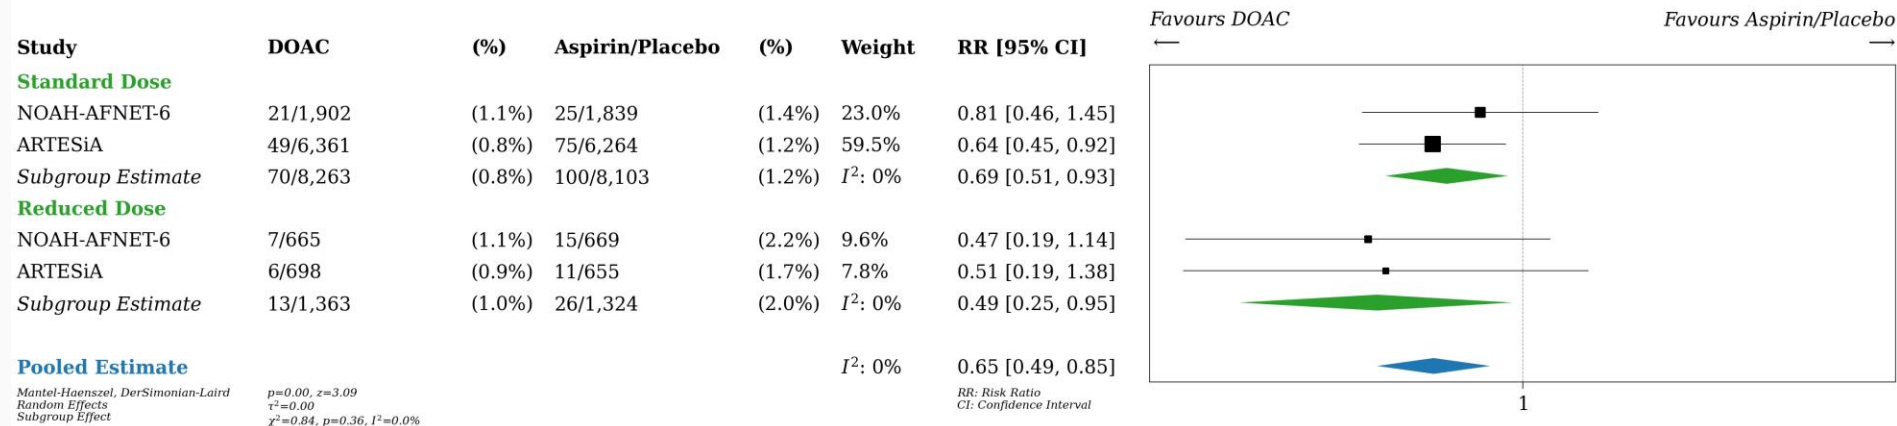 Favours DOAC Favours Aspirin/Placebo
← →
Study DOAC (%) Aspirin/Placebo (%) Weight RR [95% CI]
Standard Dose
NOAH-AFNET-6 21/1,902 (1.1%) 25/1,839 (1.4%) 23.0% 0.81 [0.46, 1.45]
ARTESiA 49/6,361 (0.8%) 75/6,264 (1.2%) 59.5% 0.64 [0.45, 0.92]
Subgroup Estimate 70/8,263 (0.8%) 100/8,103 (1.2%) I²: 0% 0.69 [0.51, 0.93]
Reduced Dose
NOAH-AFNET-6 7/665 (1.1%) 15/669 (2.2%) 9.6% 0.47 [0.19, 1.14]
ARTESiA 6/698 (0.9%) 11/655 (1.7%) 7.8% 0.51 [0.19, 1.38]
Subgroup Estimate 13/1,363 (1.0%) 26/1,324 (2.0%) I²: 0% 0.49 [0.25, 0.95]
Pooled Estimate I²: 0% 0.65 [0.49, 0.85]
Mantel-Haenszel, DerSimonian-Laird p=0.00, z=3.09 RR: Risk Ratio
Random Effects τ²=0.00 CI: Confidence Interval
Subgroup Effect χ²=0.84, p=0.36, I²=0.0%
1